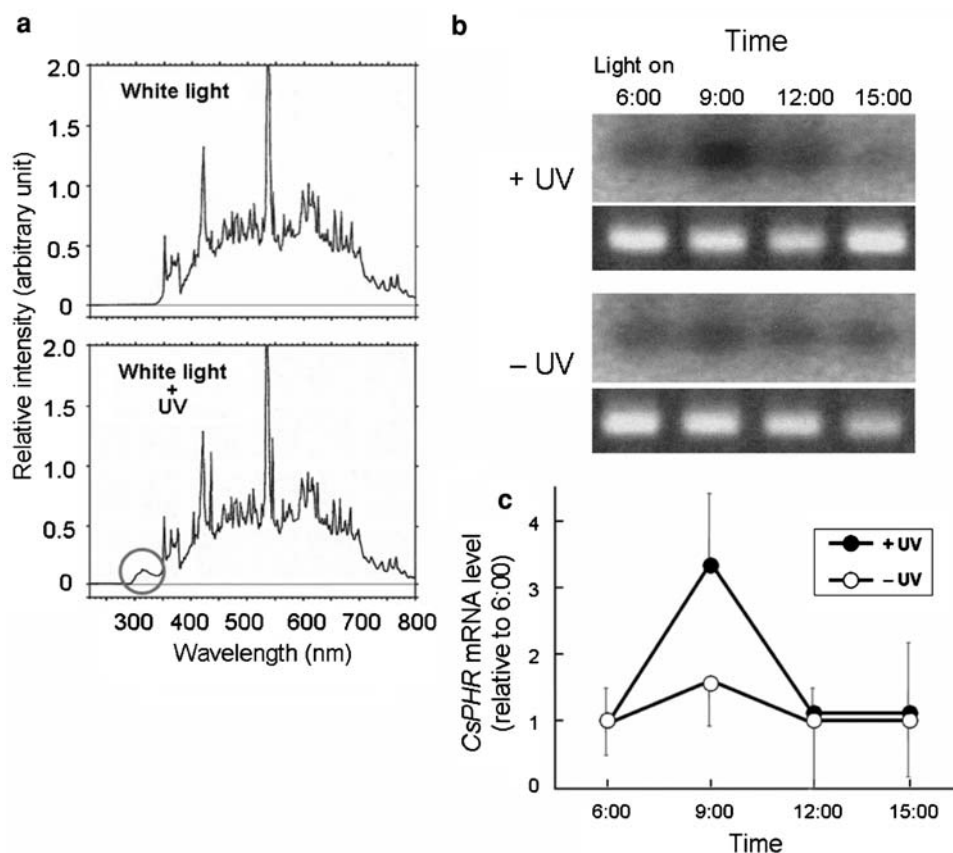 a
White light
2.0
1.5
1.0
0.5
0
White light
+
UV
2.0
1.5
1.0
0.5
0
Relative intensity (arbitrary unit)
300 400 500 600 700 800
Wavelength (nm)
b
Time
Light on
6:00 9:00 12:00 15:00
+ UV
– UV
c
4
3
2
1
0
CsPHR mRNA level
(relative to 6:00)
+ UV
– UV
6:00 9:00 12:00 15:00
Time